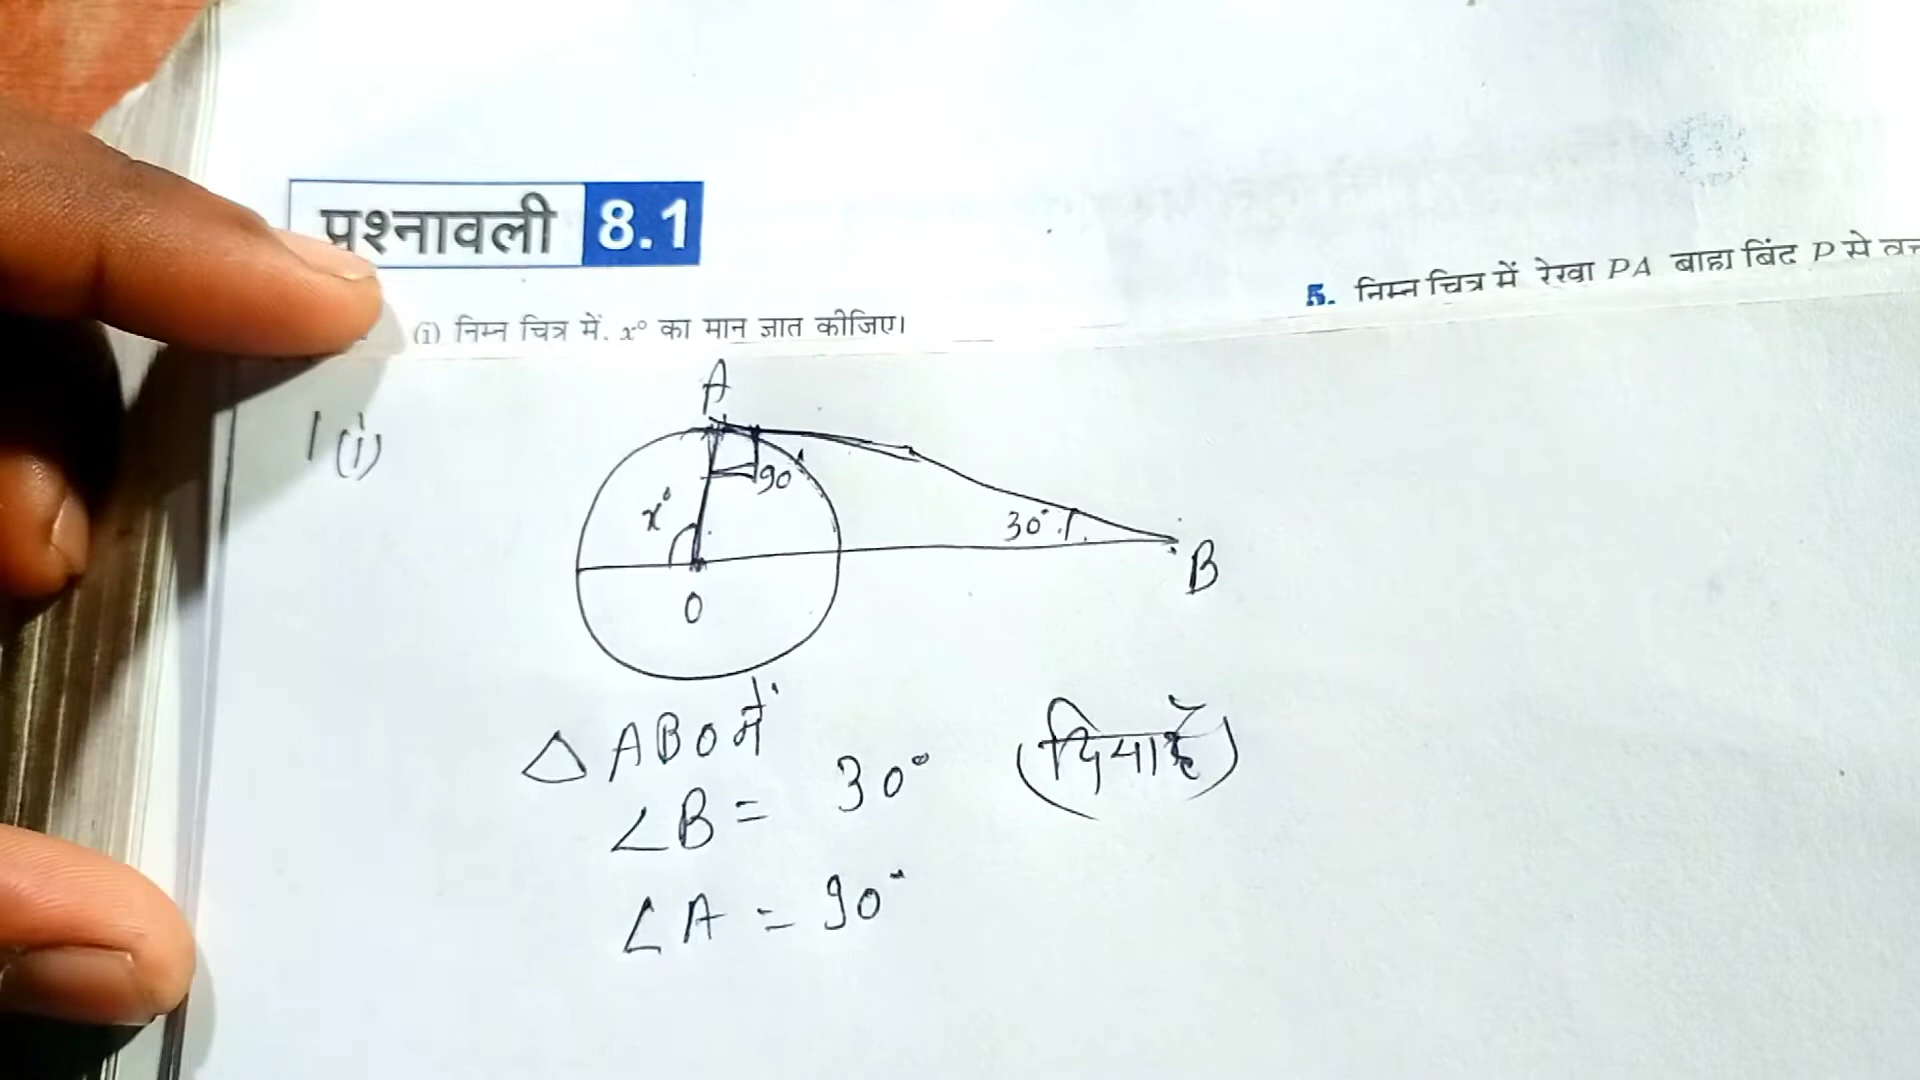 प्रश्नावली 8.1
5. निम्न चित्र में रेखा PA बाह्य बिंद P से
(i) निम्न चित्र में, x° का मान ज्ञात कीजिए।
1 (i)
A
90°
x°
30°
O
B
△ ABO में
∠B = 30° (दिया है)
∠A = 90°